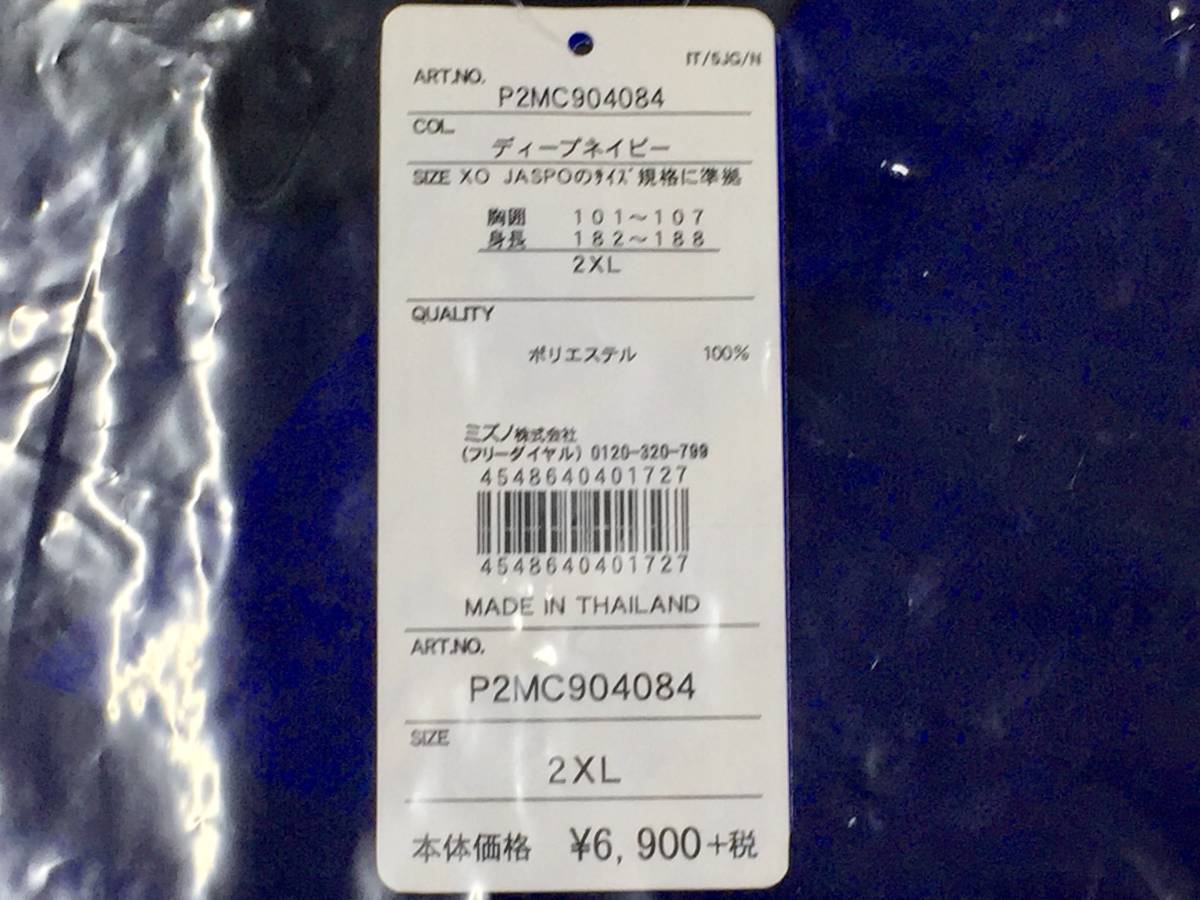 IT/5JG/N
ART.NO.
P2MC904084
COL.
ディープネイビー
SIZE XO JASPOのｻｲｽﾞ規格に準拠
胸囲 101～107
身長 182～188
2XL
QUALITY
ポリエステル 100%
ミズノ株式会社
(フリーダイヤル) 0120-320-799
4548640401727
4548640401727
MADE IN THAILAND
ART.NO.
P2MC904084
SIZE
2XL
本体価格 ¥6,900+税